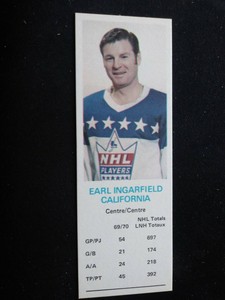 NHL
PLAYERS
EARL INGARFIELD
CALIFORNIA
Centre/Centre
NHL Totals
69/70 LNH Totaux
GP/PJ 54 697
G/B 21 174
A/A 24 218
TP/PT 45 392